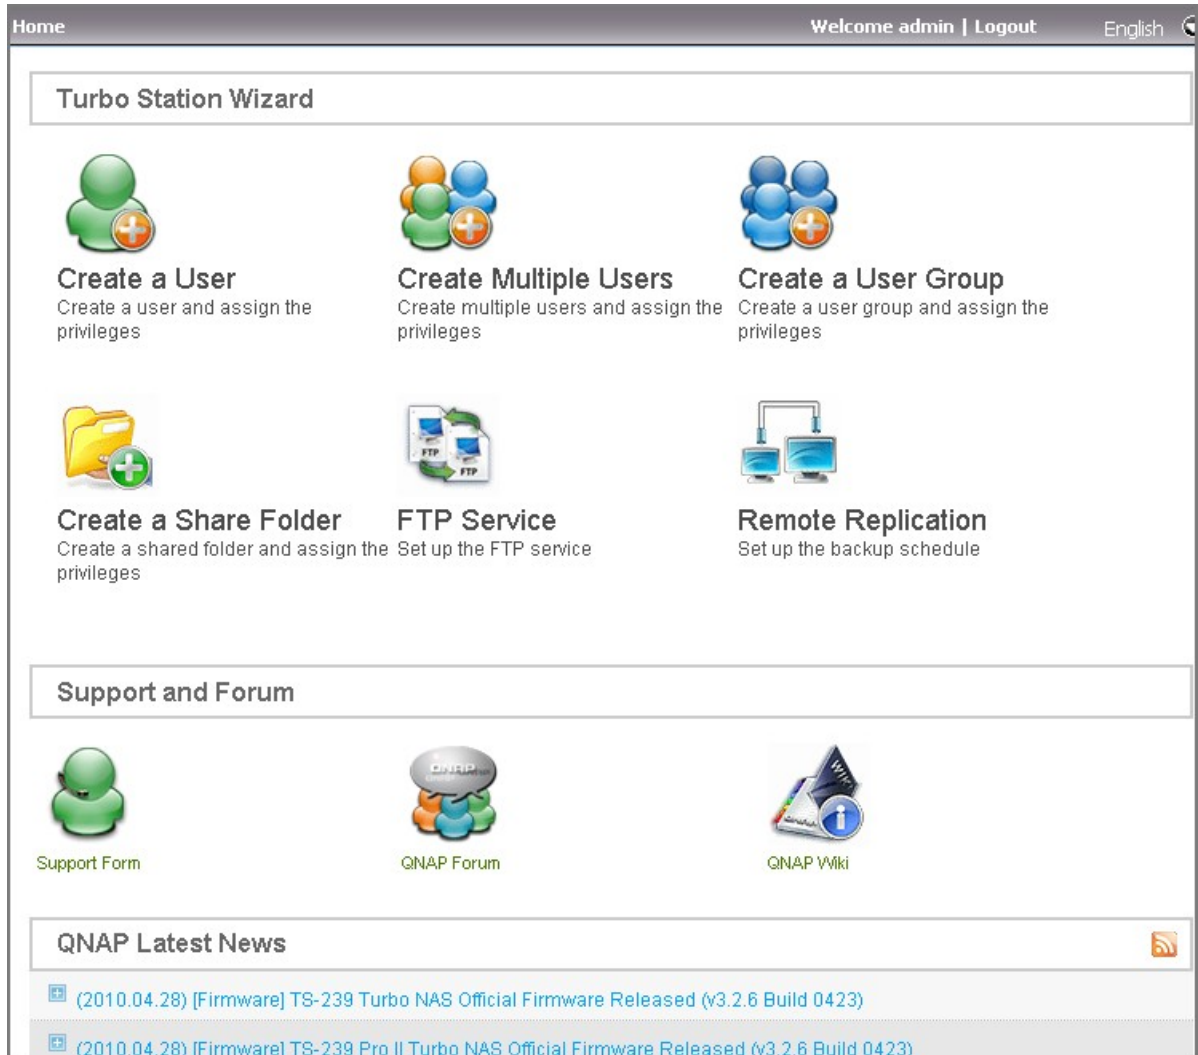 Home Welcome admin | Logout English
Turbo Station Wizard
Create a User
Create a user and assign the
privileges
Create Multiple Users
Create multiple users and assign the
privileges
Create a User Group
Create a user group and assign the
privileges
FTP
FTP
Create a Share Folder
Create a shared folder and assign the
privileges
FTP Service
Set up the FTP service
Remote Replication
Set up the backup schedule
Support and Forum
QNAP
WIKI
Support Form
QNAP Forum
QNAP Wiki
QNAP Latest News
(2010.04.28) [Firmware] TS-239 Turbo NAS Official Firmware Released (v3.2.6 Build 0423)
(2010.04.28) [Firmware] TS-239 Pro II Turbo NAS Official Firmware Released (v3.2.6 Build 0423)